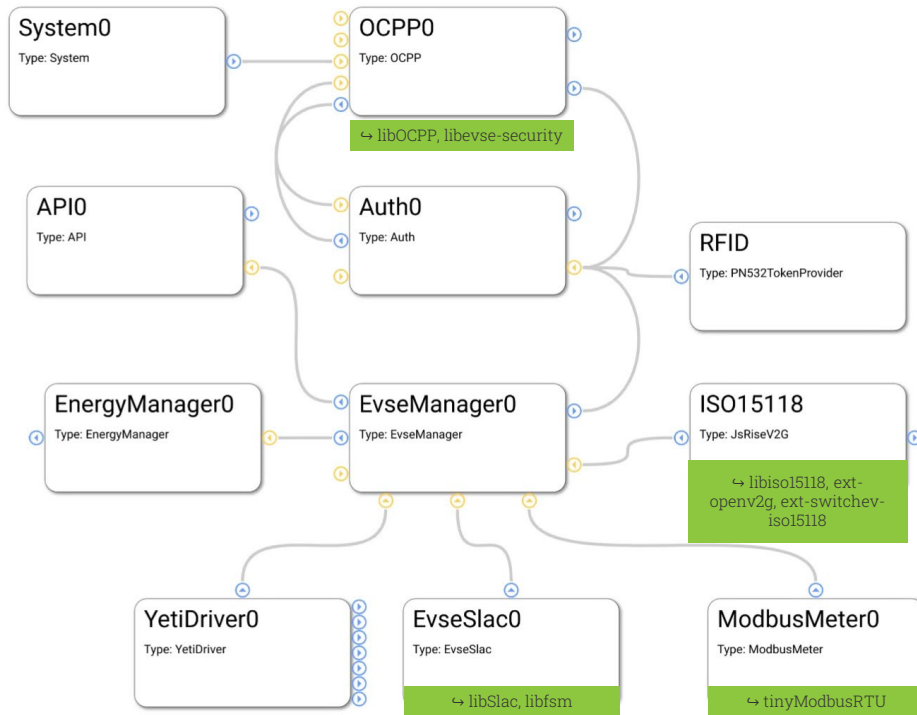 System0
Type: System
OCPP0
Type: OCPP
↪ libOCPP, libevse-security
API0
Type: API
Auth0
Type: Auth
RFID
Type: PN532TokenProvider
EnergyManager0
Type: EnergyManager
EvseManager0
Type: EvseManager
ISO15118
Type: JsRiseV2G
↪ libiso15118, ext-
openv2g, ext-switchev-
iso15118
YetiDriver0
Type: YetiDriver
EvseSlac0
Type: EvseSlac
↪ libSlac, libfsm
ModbusMeter0
Type: ModbusMeter
↪ tinyModbusRTU